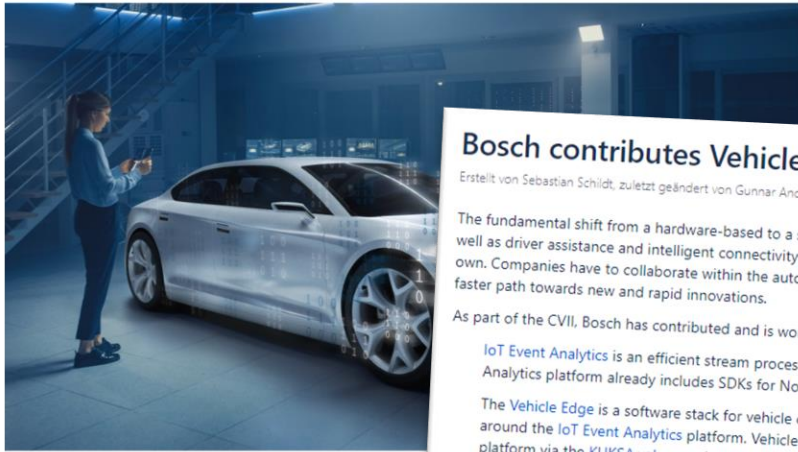 Bosch contributes Vehicle
Erstellt von Sebastian Schildt, zuletzt geändert von Gunnar
The fundamental shift from a hardware-based to a
well as driver assistance and intelligent connectivity
own. Companies have to collaborate within the
faster path towards new and rapid innovations.
As part of the CVII, Bosch has contributed and is
IoT Event Analytics is an efficient stream
Analytics platform already includes SDKs for
The Vehicle Edge is a software stack for vehicle
around the IoT Event Analytics platform. Vehicle
platform via the